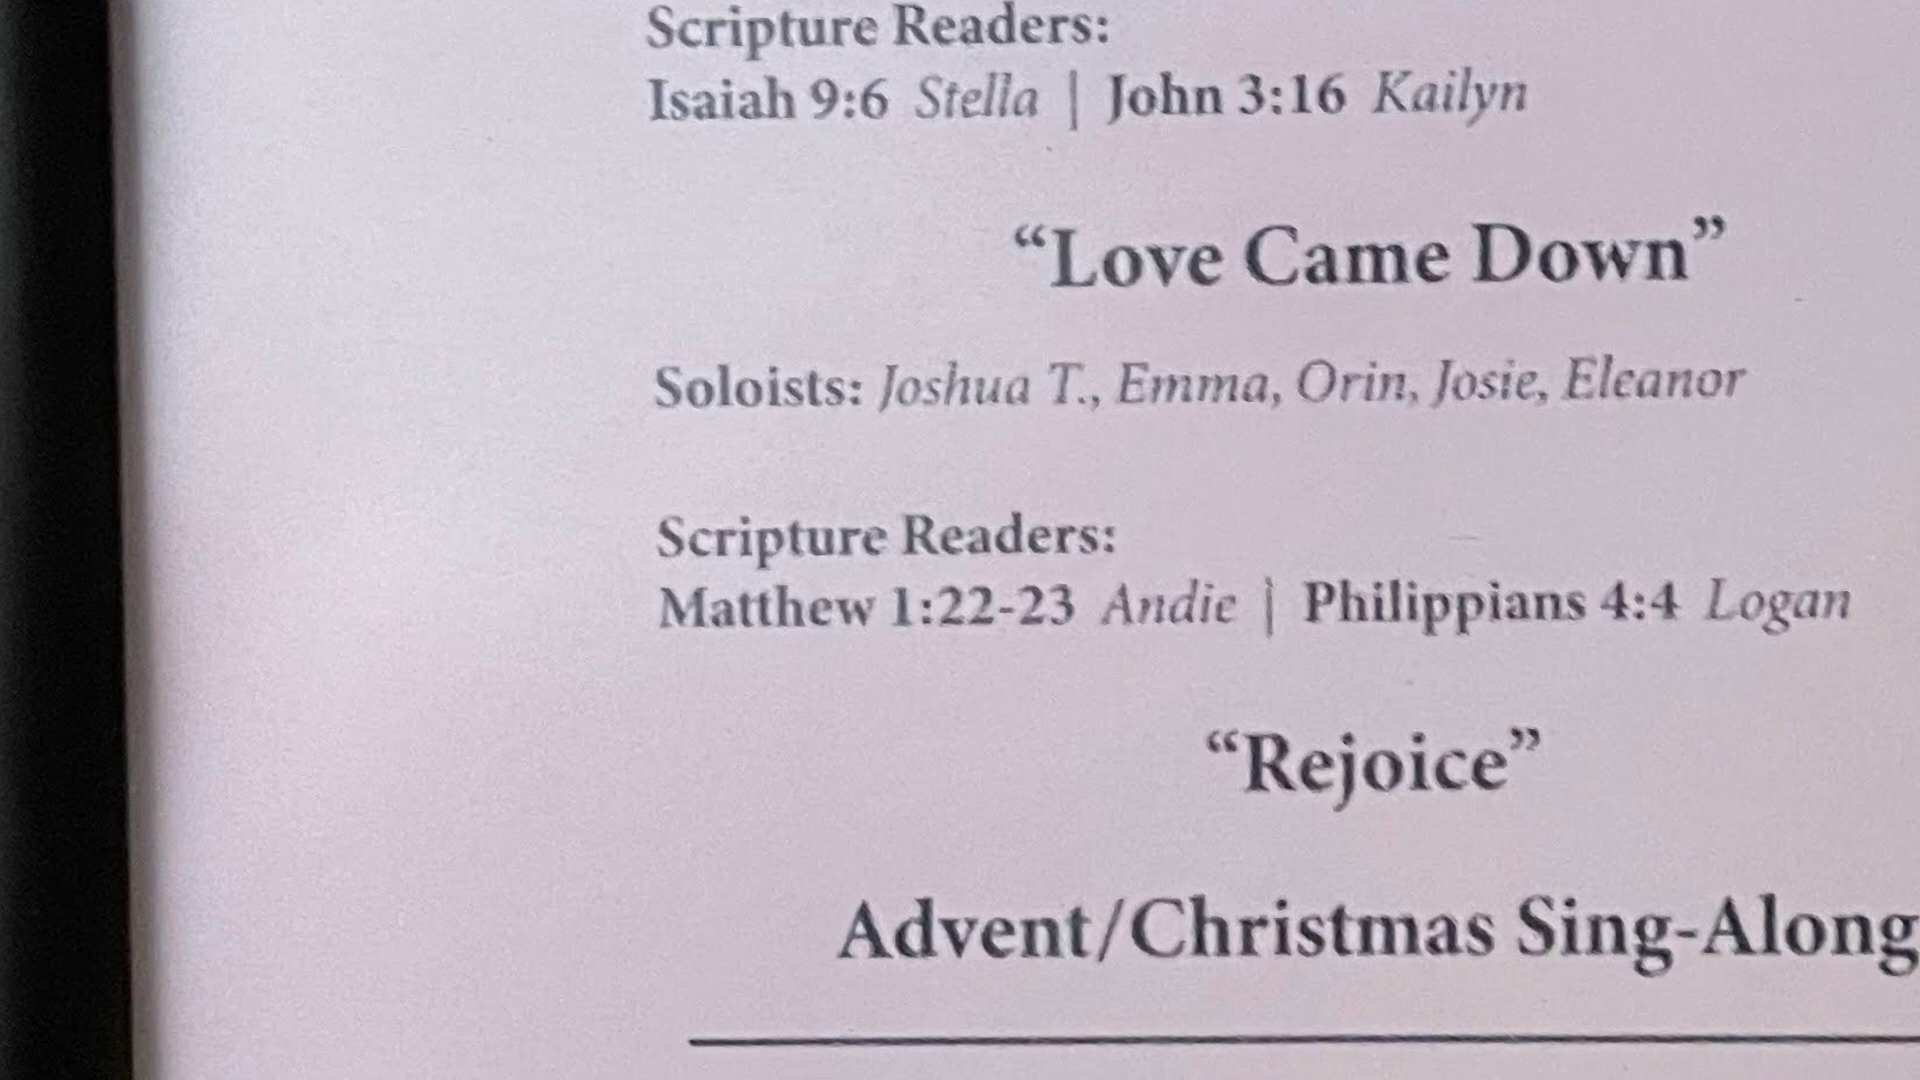 Scripture Readers:
Isaiah 9:6 Stella | John 3:16 Kailyn
“Love Came Down”
Soloists: Joshua T., Emma, Orin, Josie, Eleanor
Scripture Readers:
Matthew 1:22-23 Andie | Philippians 4:4 Logan
“Rejoice”
Advent/Christmas Sing-Along